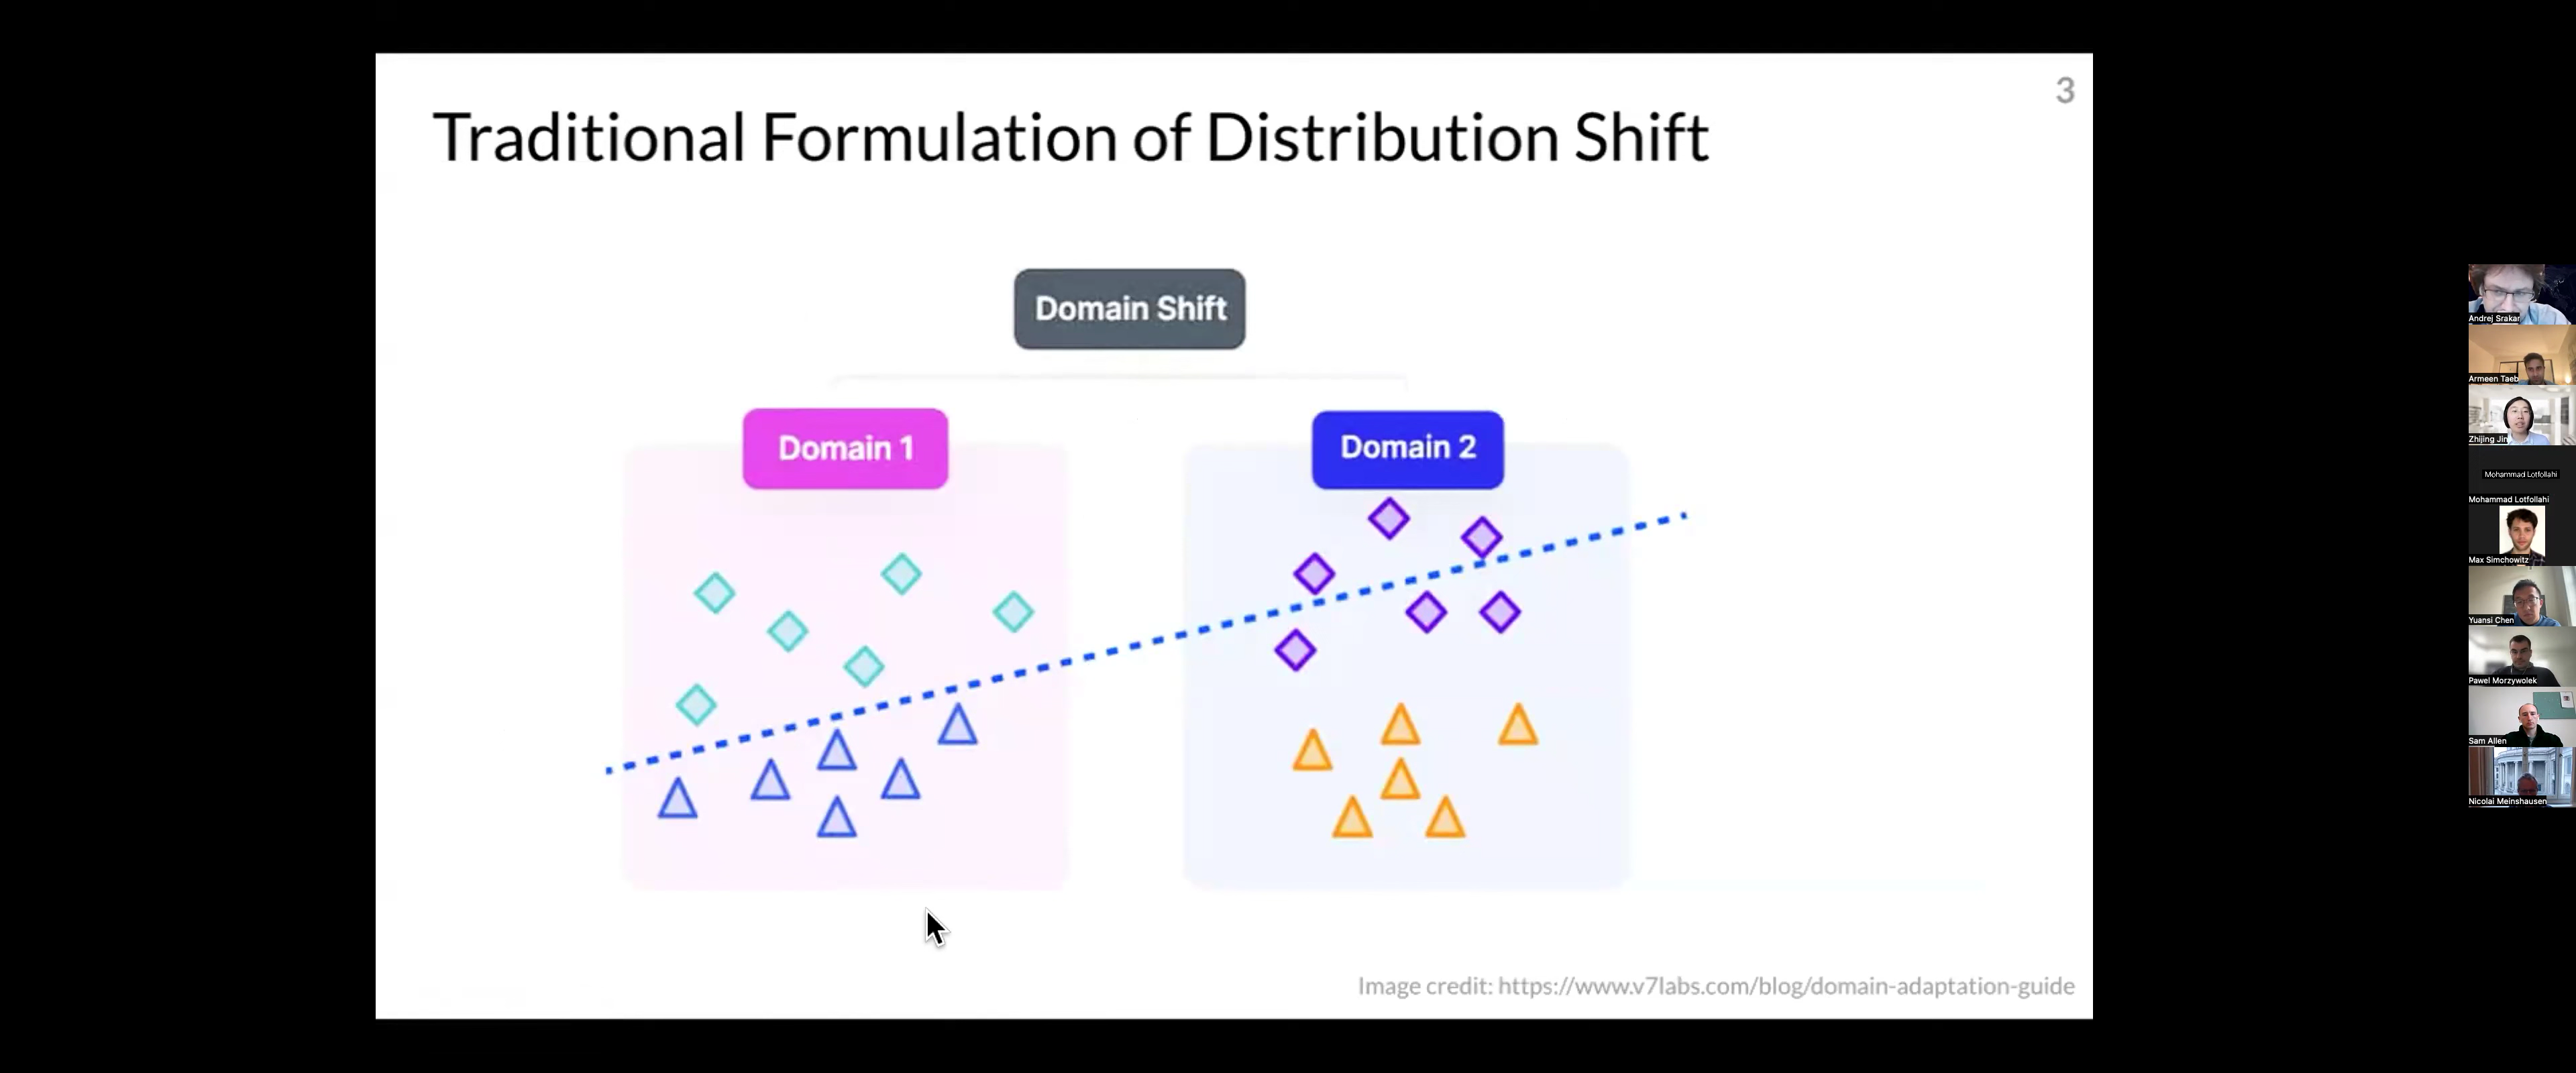 3
Traditional Formulation of Distribution Shift
Domain Shift
Domain 1
Domain 2
Image credit: https://www.v7labs.com/blog/domain-adaptation-guide
Andrej Srakar
Armeen Taeb
Zhijing Jin
Mohammad Lotfollahi
Mohammad Lotfollahi
Max Simchowitz
Yuansi Chen
Pawel Morzywolek
Sam Allen
Nicolai Meinshausen